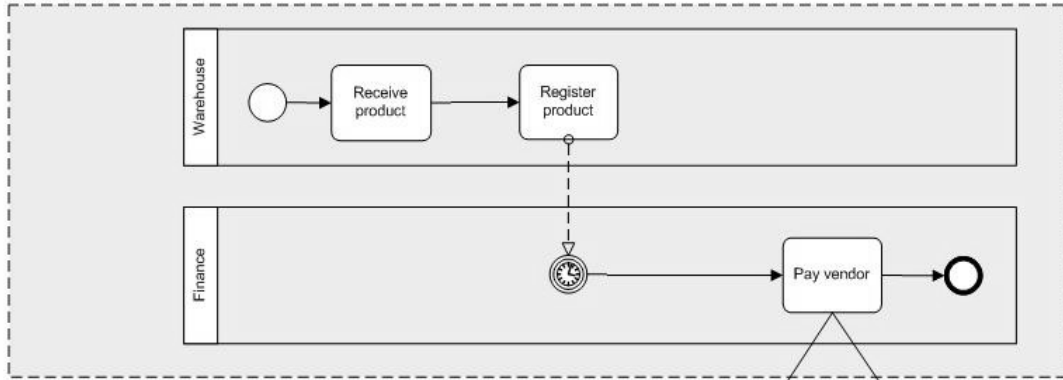 Warehouse
Receive
product
Register
product
Finance
Pay vendor